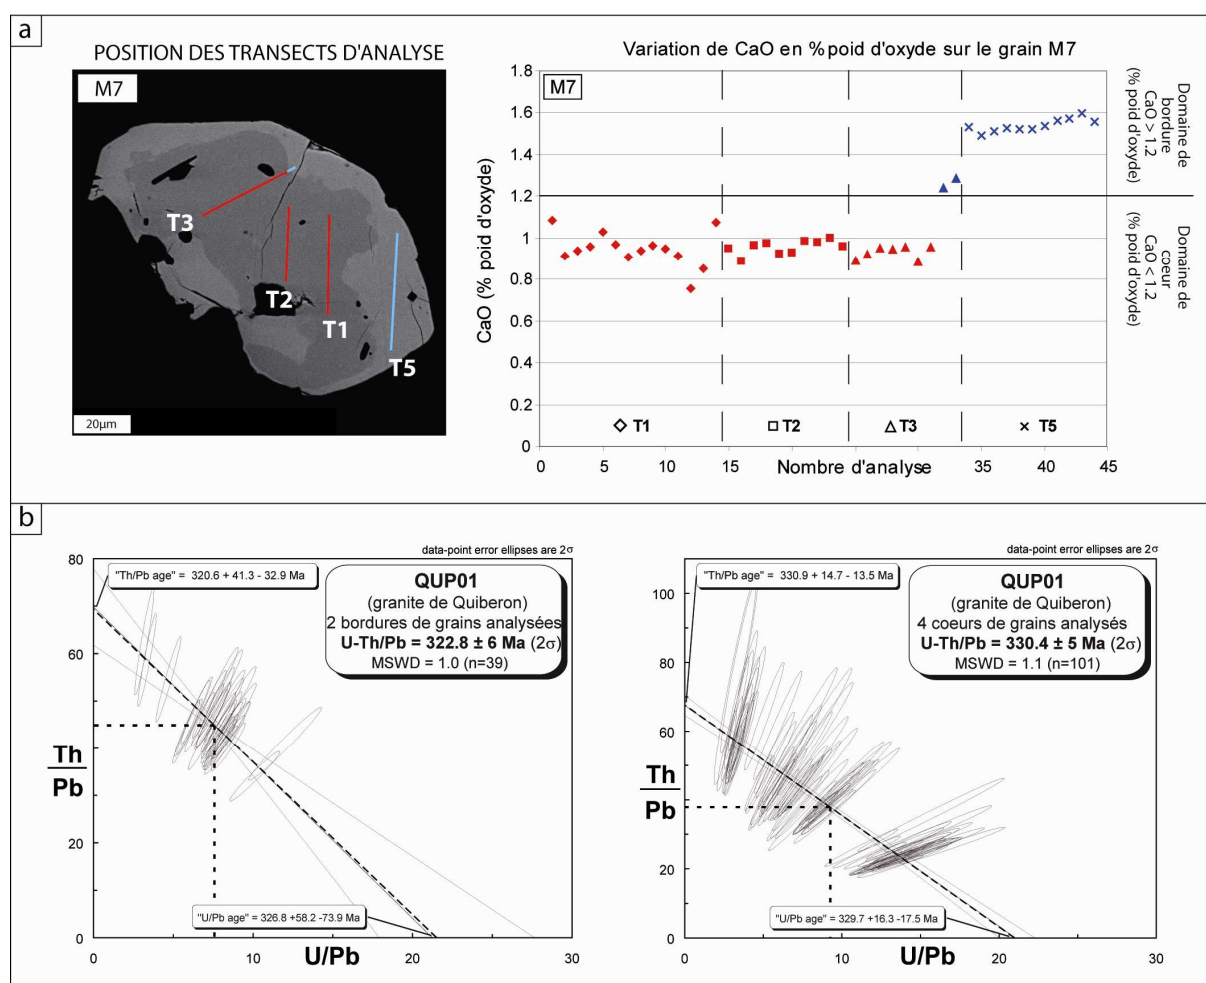 a
POSITION DES TRANSECTS D'ANALYSE
M7
T3
T2
T1
T5
20µm
Variation de CaO en %poid d'oxyde sur le grain M7
M7
CaO (% poid d'oxyde)
1.8
1.6
1.4
1.2
1
0.8
0.6
0.4
0.2
0
T1
T2
T3
T5
0 5 10 15 35 40 45
Nombre d'analyse
Domaine de
bordure
CaO > 1.2
(% poid d'oxyde)
Domaine de
coeur
CaO < 1.2
(% poid d'oxyde)
b
data-point error ellipses are 2σ
"Th/Pb age" = 320.6 + 41.3 - 32.9 Ma
QUP01
(granite de Quiberon)
2 bordures de grains analysées
U-Th/Pb = 322.8 ± 6 Ma (2σ)
MSWD = 1.0 (n=39)
80
60
20
0
Th
Pb
"U/Pb age" = 326.8 +58.2 -73.9 Ma
0 10 20 30
U/Pb
data-point error ellipses are 2σ
"Th/Pb age" = 330.9 + 14.7 - 13.5 Ma
QUP01
(granite de Quiberon)
4 coeurs de grains analysés
U-Th/Pb = 330.4 ± 5 Ma (2σ)
MSWD = 1.1 (n=101)
100
80
60
40
20
0
Th
Pb
"U/Pb age" = 329.7 +16.3 -17.5 Ma
0 10 20 30
U/Pb